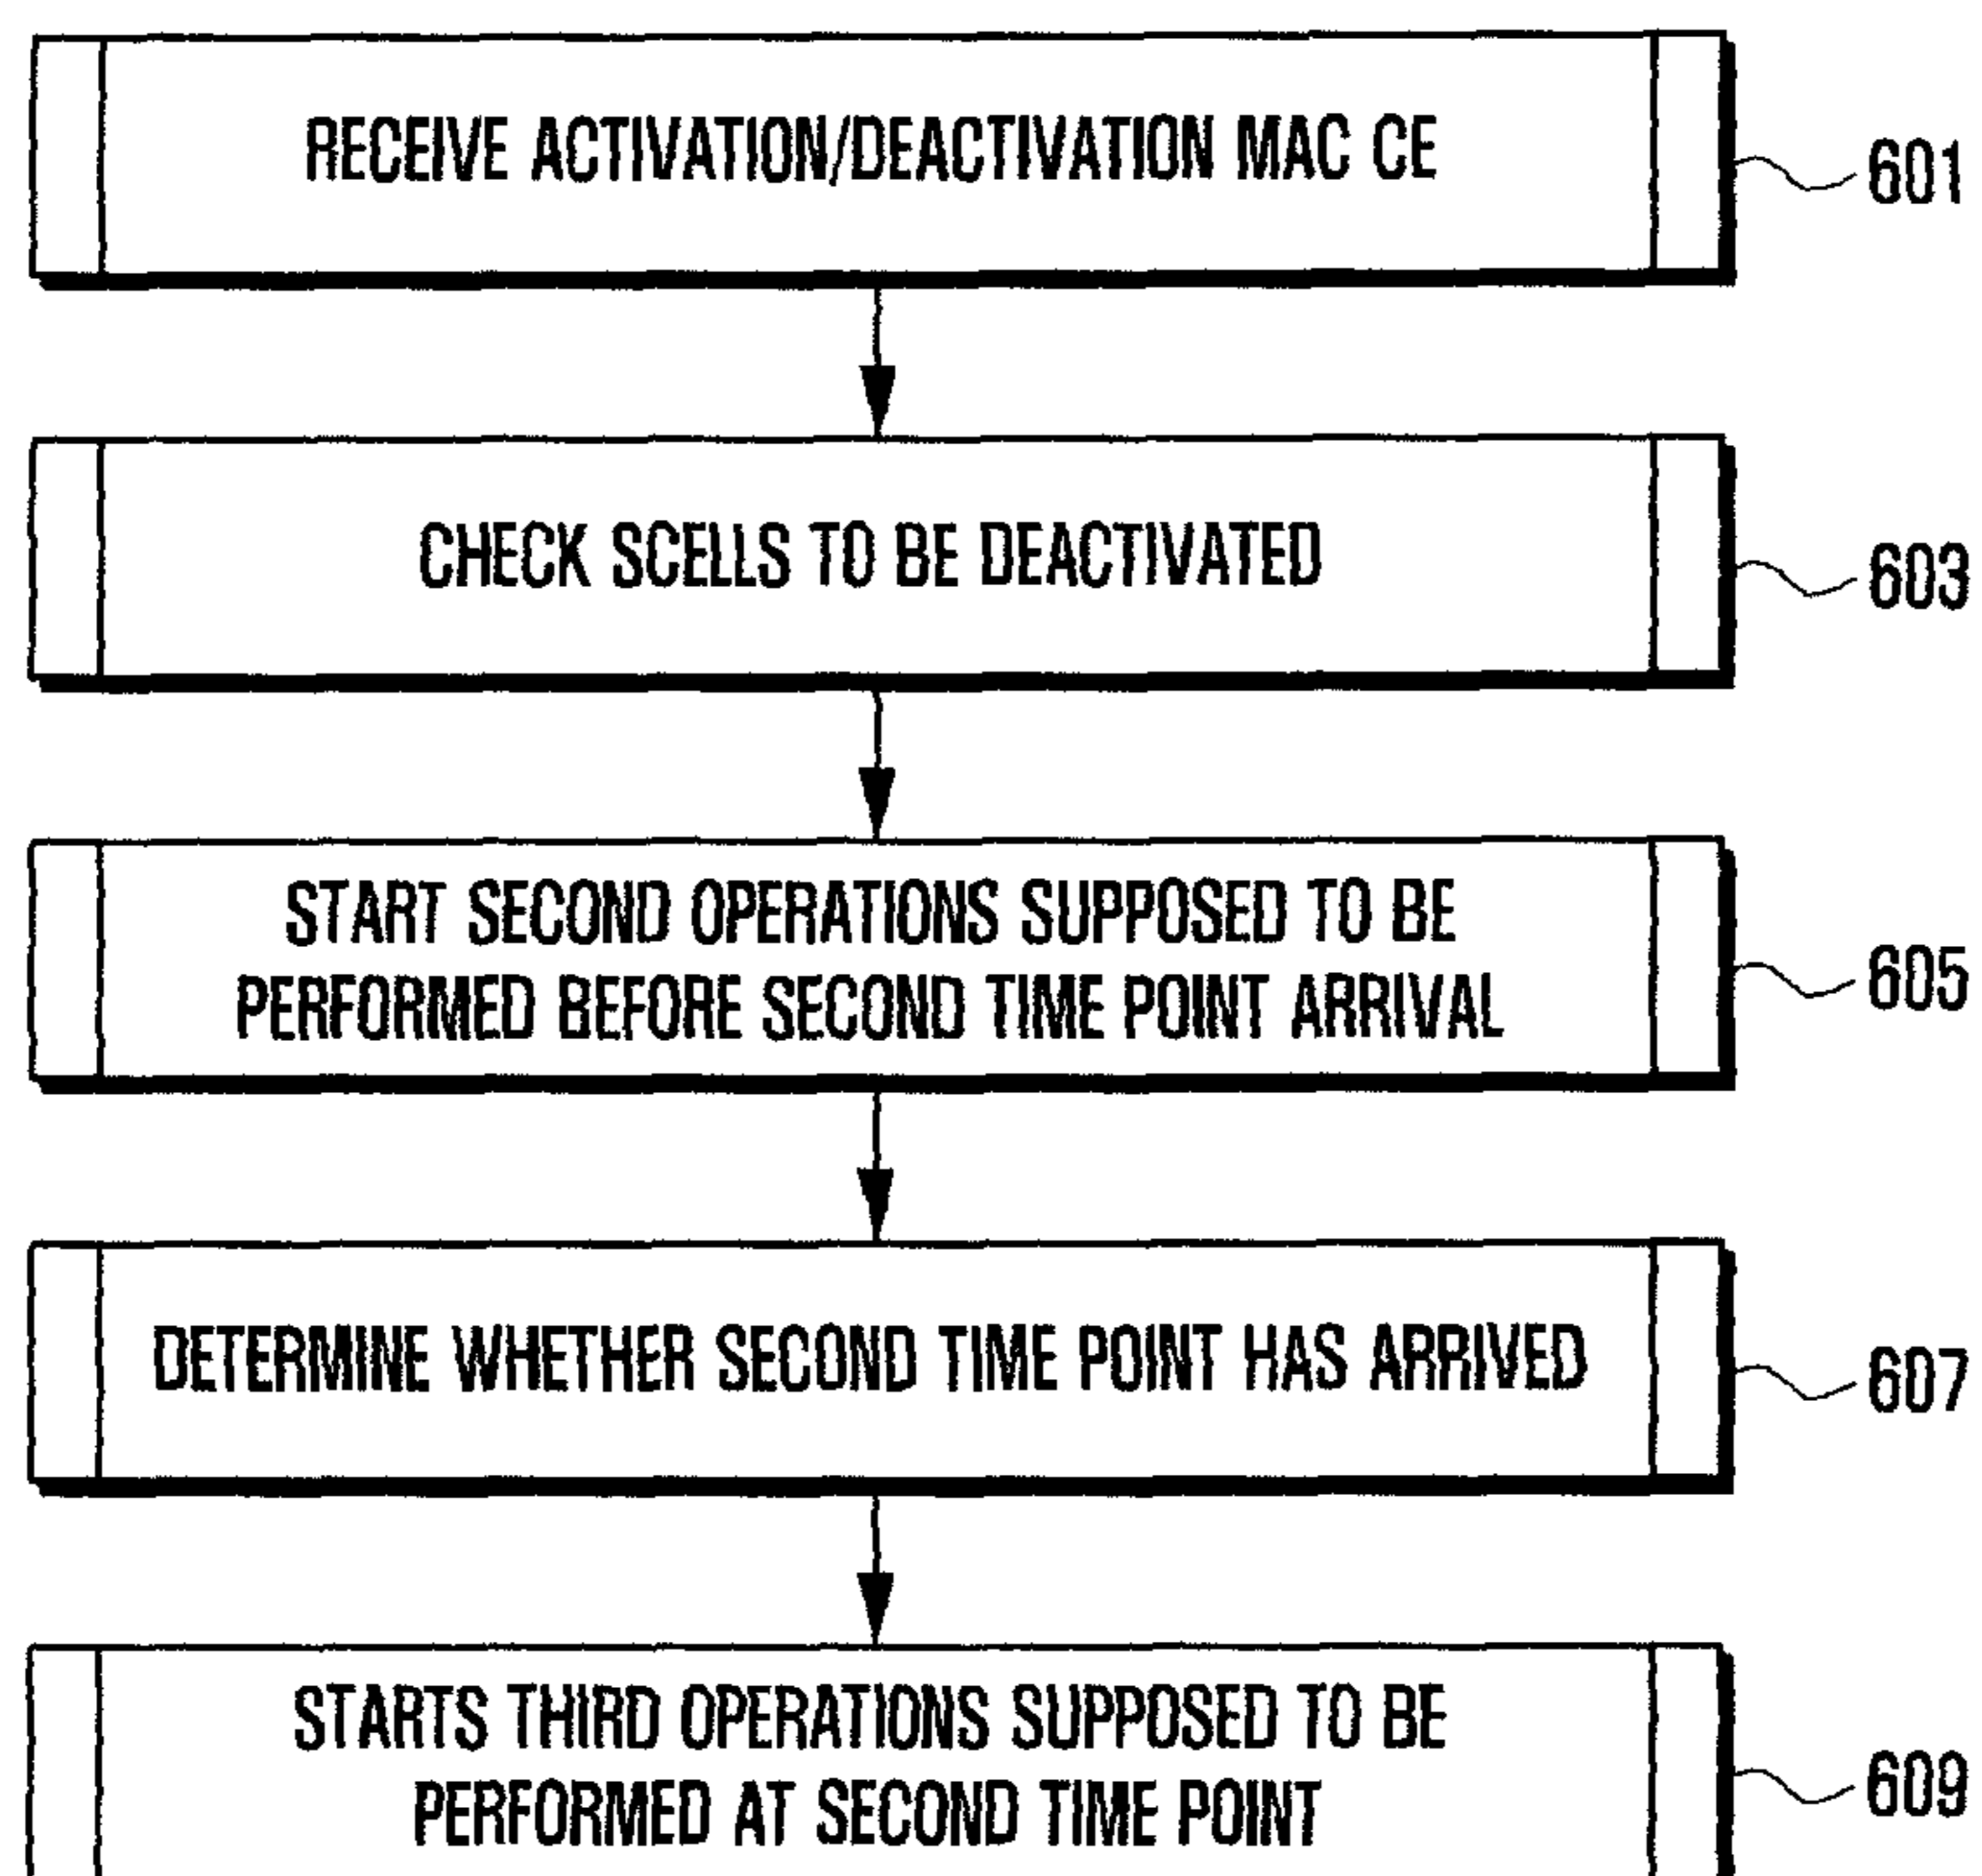 RECEIVE ACTIVATION/DEACTIVATION MAC CE
601
CHECK SCELLS TO BE DEACTIVATED
603
START SECOND OPERATIONS SUPPOSED TO BE
PERFORMED BEFORE SECOND TIME POINT ARRIVAL
605
DETERMINE WHETHER SECOND TIME POINT HAS ARRIVED
607
STARTS THIRD OPERATIONS SUPPOSED TO BE
PERFORMED AT SECOND TIME POINT
609